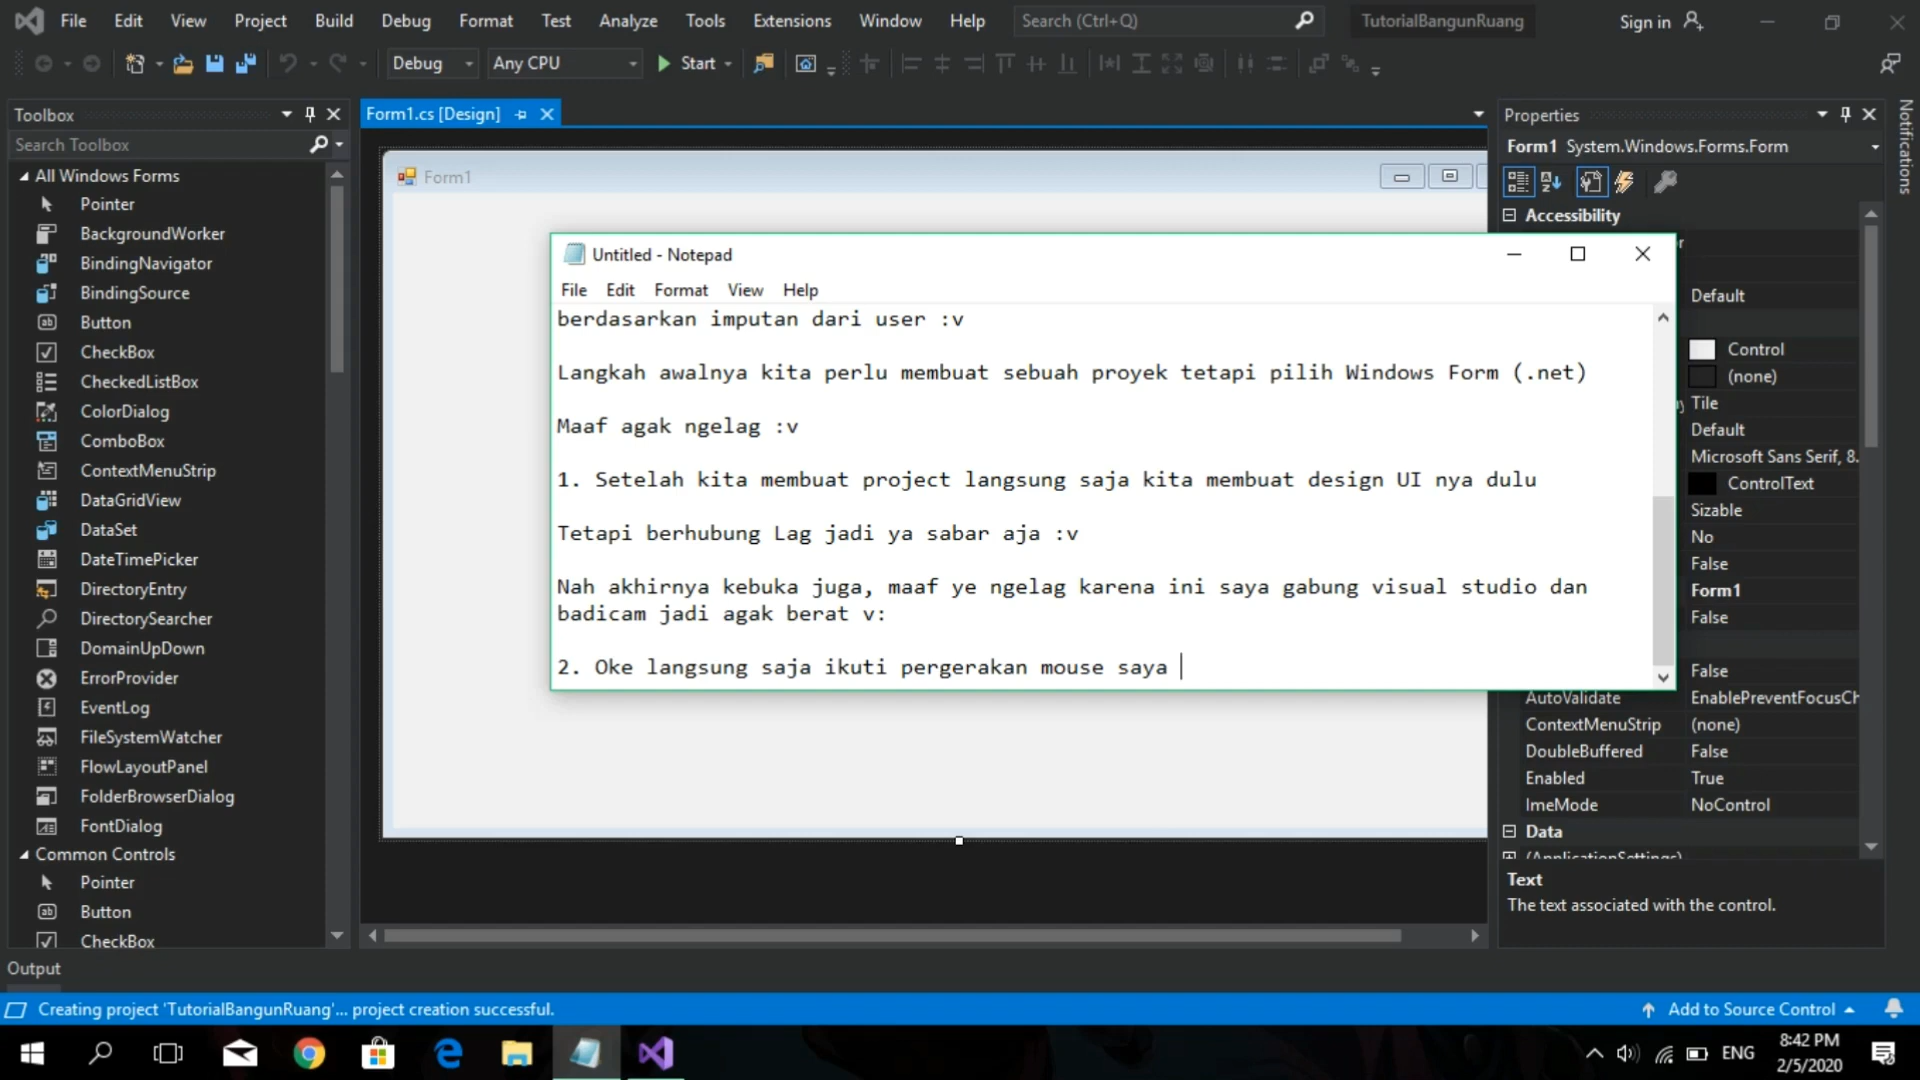 File Edit View Project Build Debug Format Test Analyze Tools Extensions Window Help Search (Ctrl+Q) TutorialBangunRuang Sign in
Debug Any CPU Start
Toolbox
Search Toolbox
All Windows Forms
Pointer
BackgroundWorker
BindingNavigator
BindingSource
Button
CheckBox
CheckedListBox
ColorDialog
ComboBox
ContextMenuStrip
DataGridView
DataSet
DateTimePicker
DirectoryEntry
DirectorySearcher
DomainUpDown
ErrorProvider
EventLog
FileSystemWatcher
FlowLayoutPanel
FolderBrowserDialog
FontDialog
Common Controls
Pointer
Button
CheckBox
Form1.cs [Design]
Form1
Untitled - Notepad
File Edit Format View Help
berdasarkan imputan dari user :v
Langkah awalnya kita perlu membuat sebuah proyek tetapi pilih Windows Form (.net)
Maaf agak ngelag :v
1. Setelah kita membuat project langsung saja kita membuat design UI nya dulu
Tetapi berhubung Lag jadi ya sabar aja :v
Nah akhirnya kebuka juga, maaf ye ngelag karena ini saya gabung visual studio dan
badicam jadi agak berat v:
2. Oke langsung saja ikuti pergerakan mouse saya
Properties
Form1 System.Windows.Forms.Form
Accessibility
Default
Control
(none)
Tile
Default
Microsoft Sans Serif, 8.
ControlText
Sizable
No
False
Form1
False
False
AutoValidate EnablePreventFocusCh
ContextMenuStrip (none)
DoubleBuffered False
Enabled True
ImeMode NoControl
Data
(ApplicationSettings)
Text
The text associated with the control.
Notifications
Output
Creating project 'TutorialBangunRuang'... project creation successful.
Add to Source Control
ENG
8:42 PM
2/5/2020